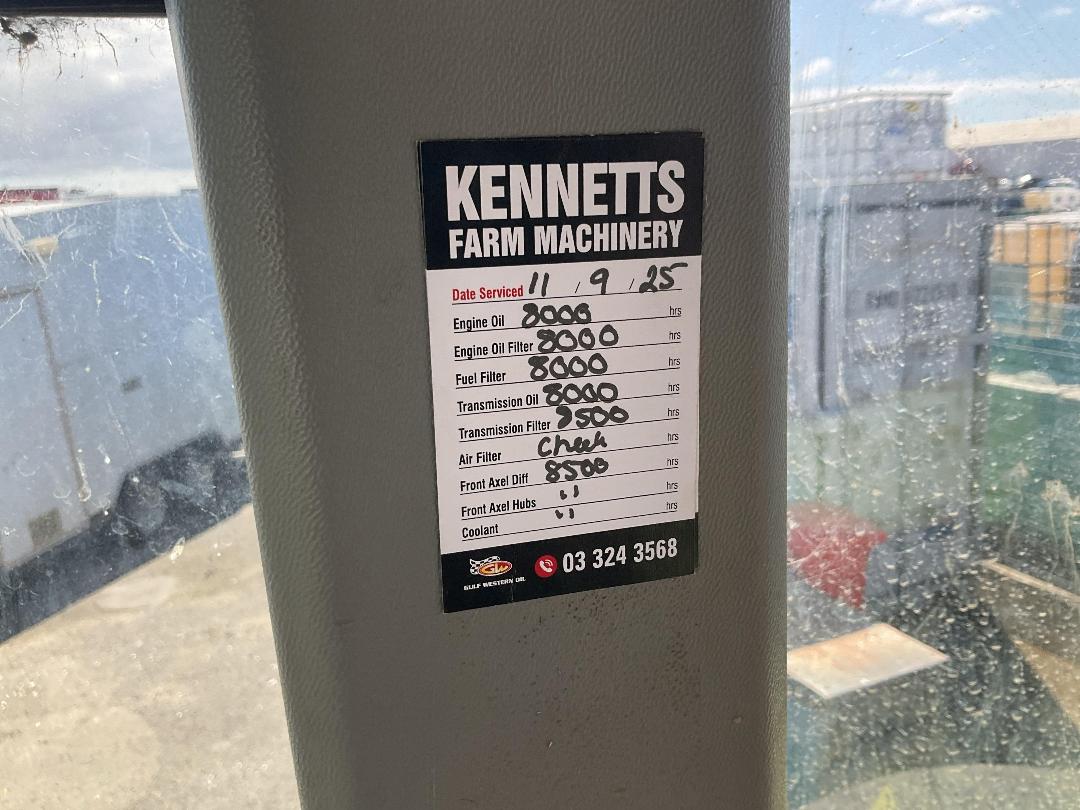 KENNETTS
FARM MACHINERY
Date Serviced 11 / 9 / 25
Engine Oil 8000 hrs
Engine Oil Filter 8000 hrs
Fuel Filter 8000 hrs
Transmission Oil 8000 hrs
Transmission Filter 8500 hrs
Air Filter Check hrs
Front Axel Diff 8500 hrs
Front Axel Hubs " hrs
Coolant " hrs
GW
GULF WESTERN OIL
03 324 3568